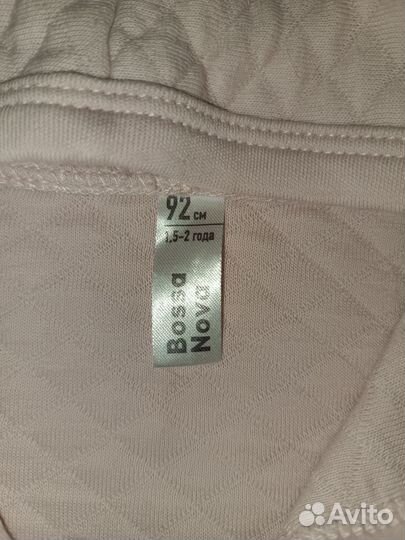 92 см
1,5-2 года
Bossa
Nova
Avito